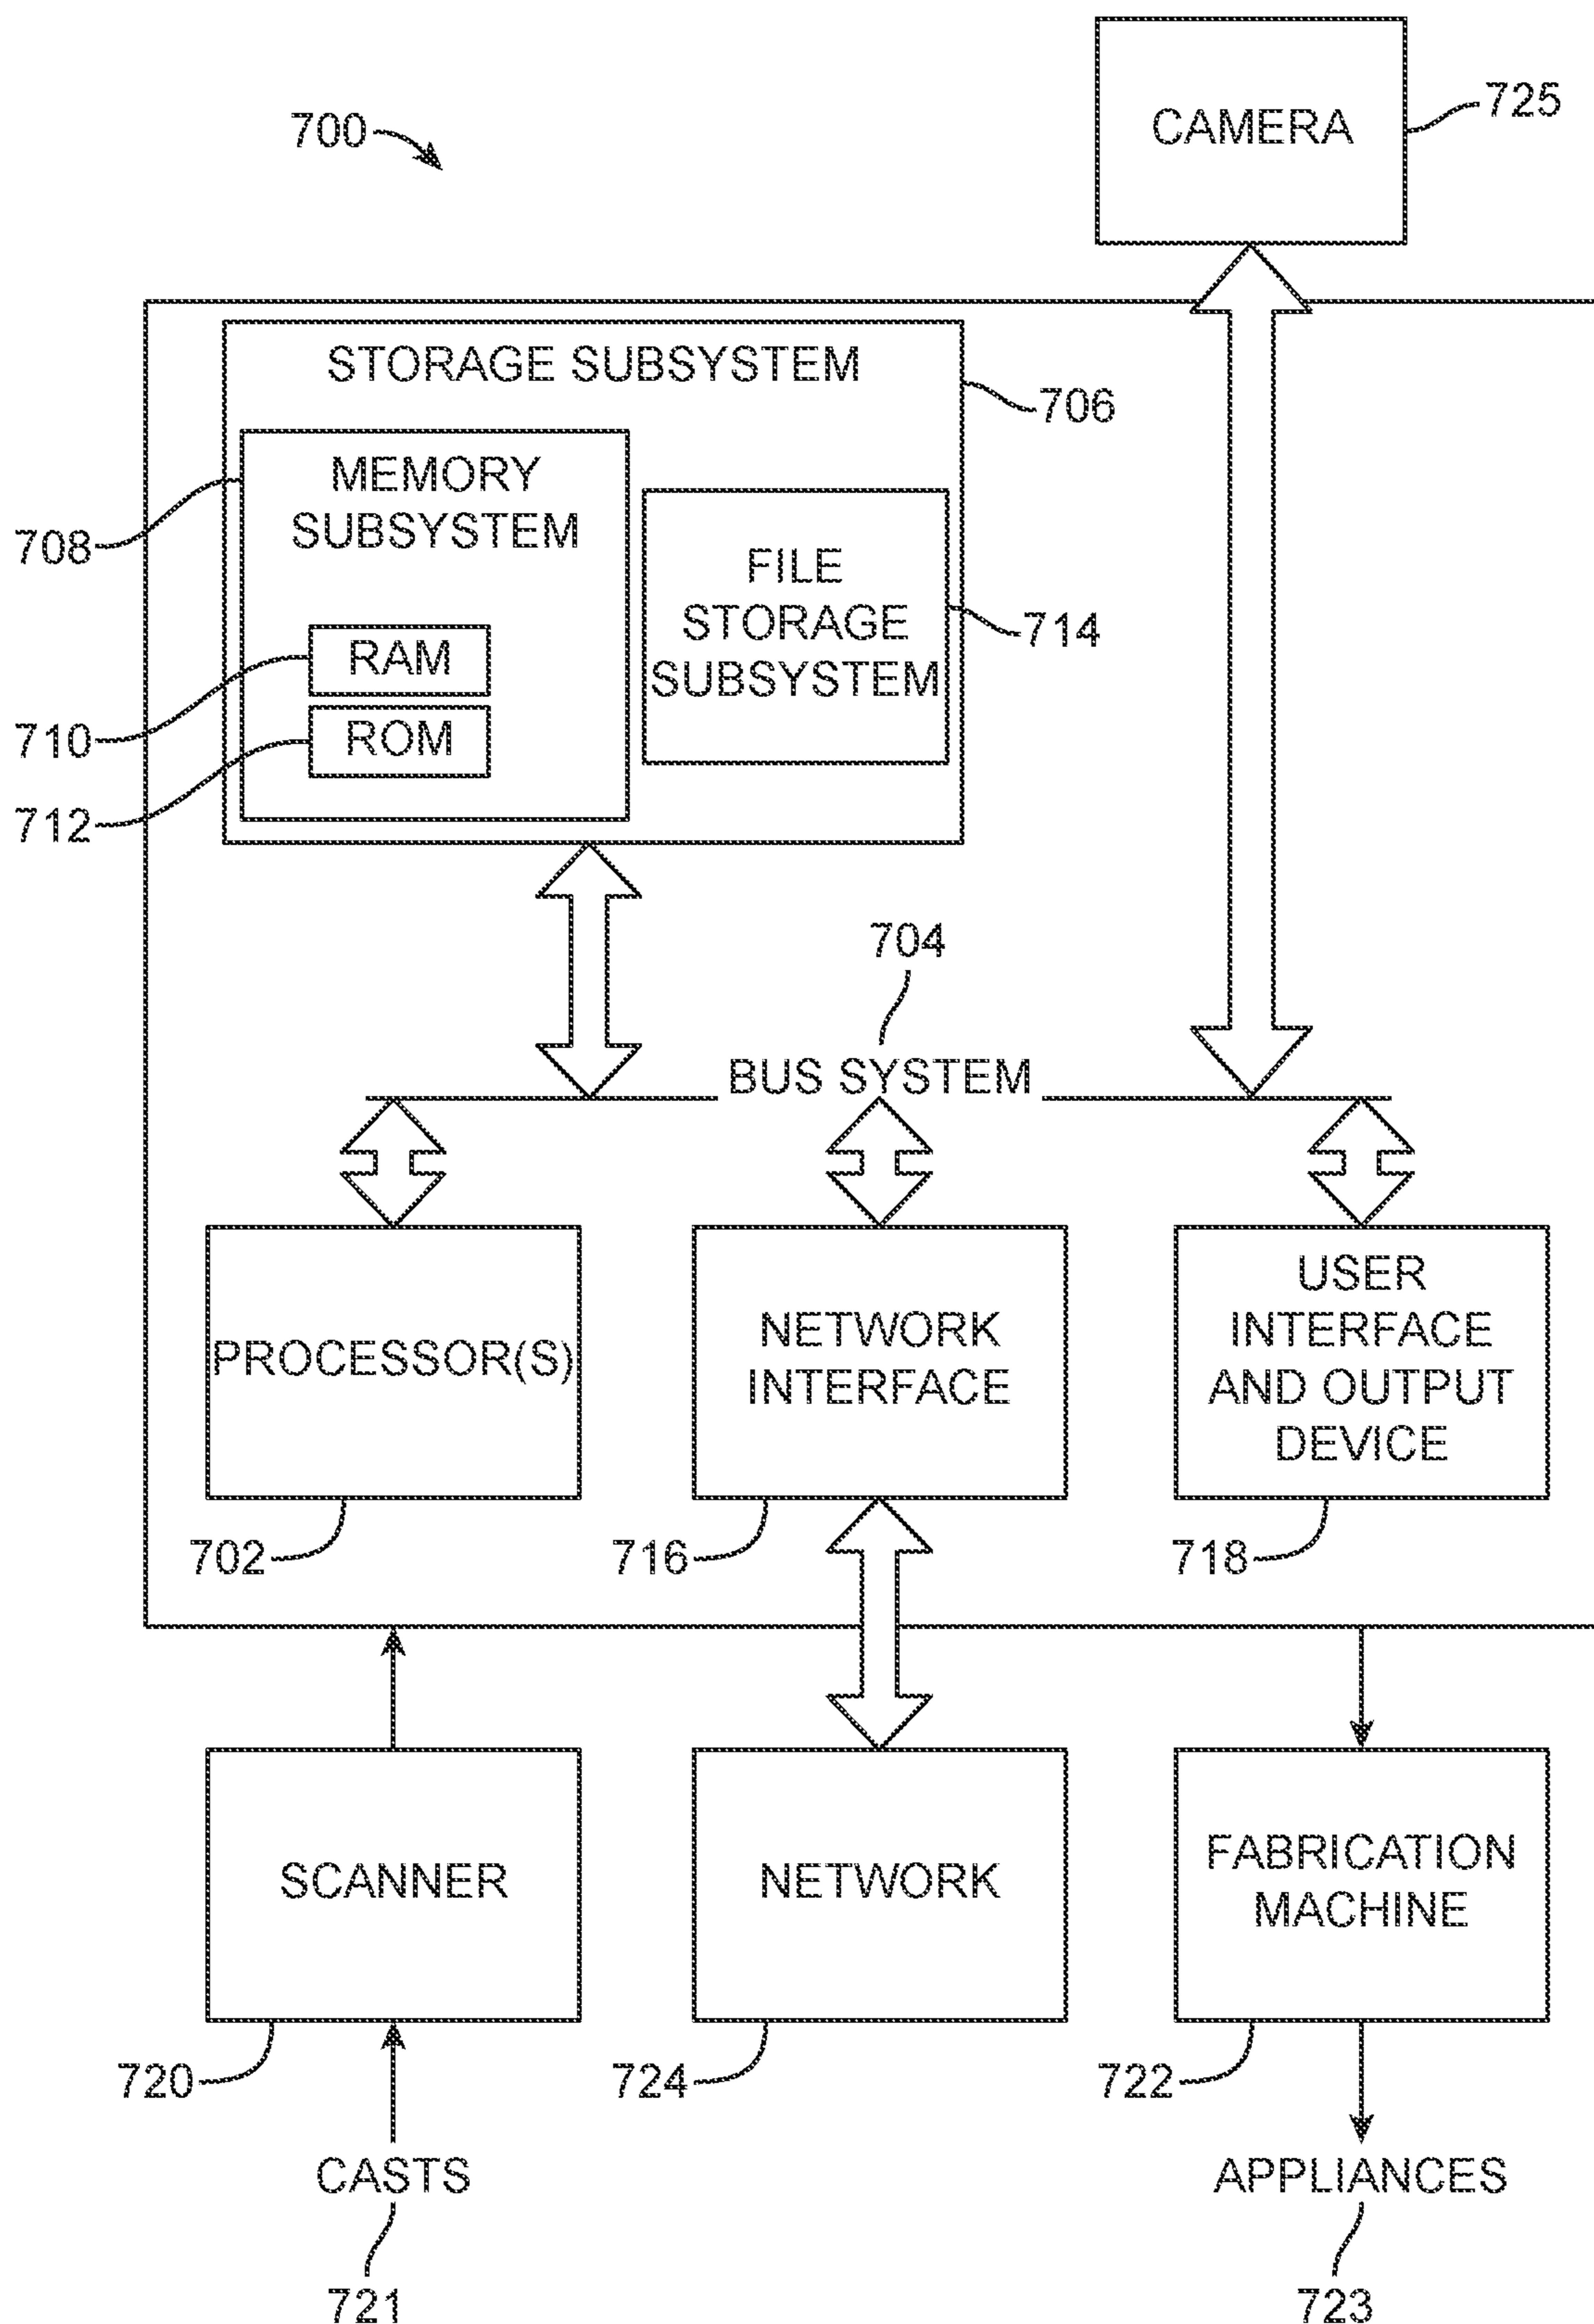 700
CAMERA
725
STORAGE SUBSYSTEM
706
MEMORY
SUBSYSTEM
708
FILE
STORAGE
SUBSYSTEM
714
RAM
710
ROM
712
704
BUS SYSTEM
PROCESSOR(S)
NETWORK
INTERFACE
USER
INTERFACE
AND OUTPUT
DEVICE
702
716
718
SCANNER
NETWORK
FABRICATION
MACHINE
720
724
722
CASTS
APPLIANCES
721
723